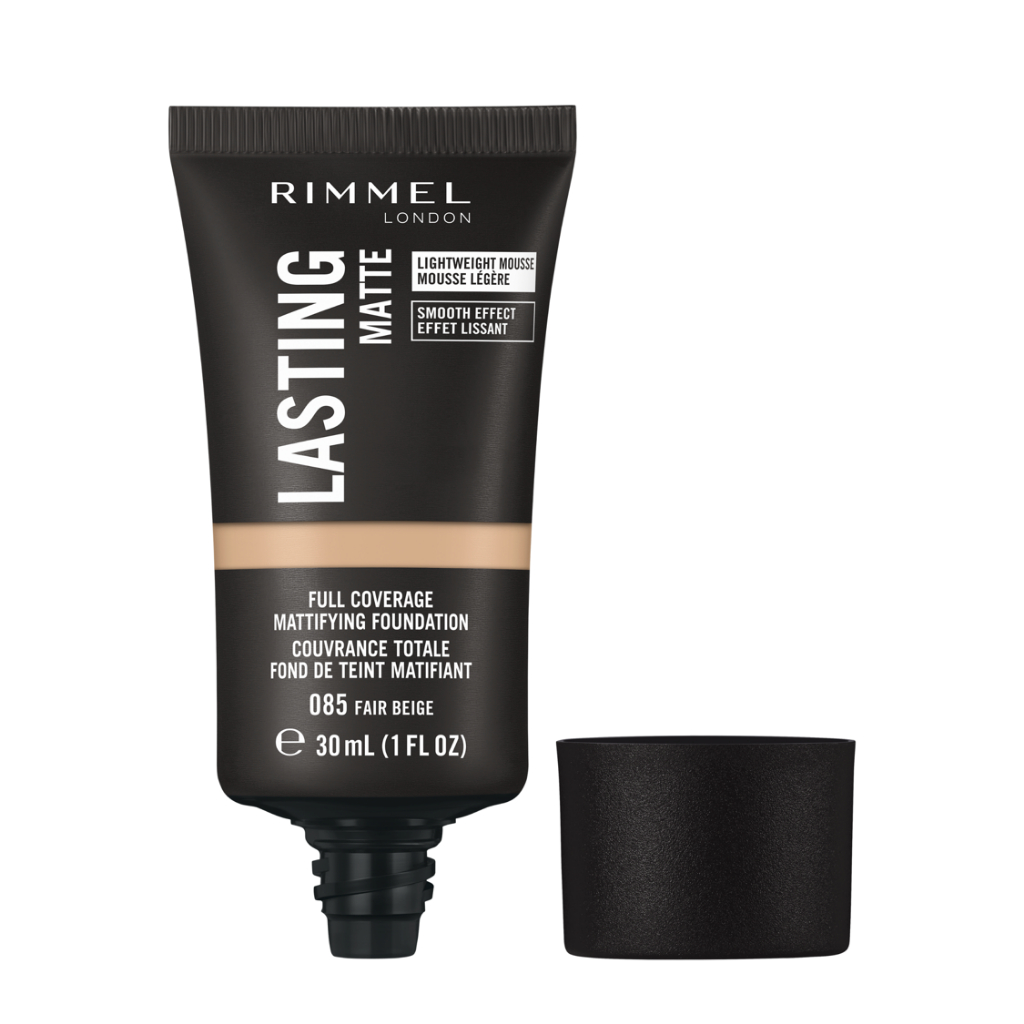 RIMMEL
LONDON
LASTING
MATTE
LIGHTWEIGHT MOUSSE
MOUSSE LÉGÈRE
SMOOTH EFFECT
EFFET LISSANT
FULL COVERAGE
MATTIFYING FOUNDATION
COUVRANCE TOTALE
FOND DE TEINT MATIFIANT
085 FAIR BEIGE
℮ 30 mL (1 FL OZ)